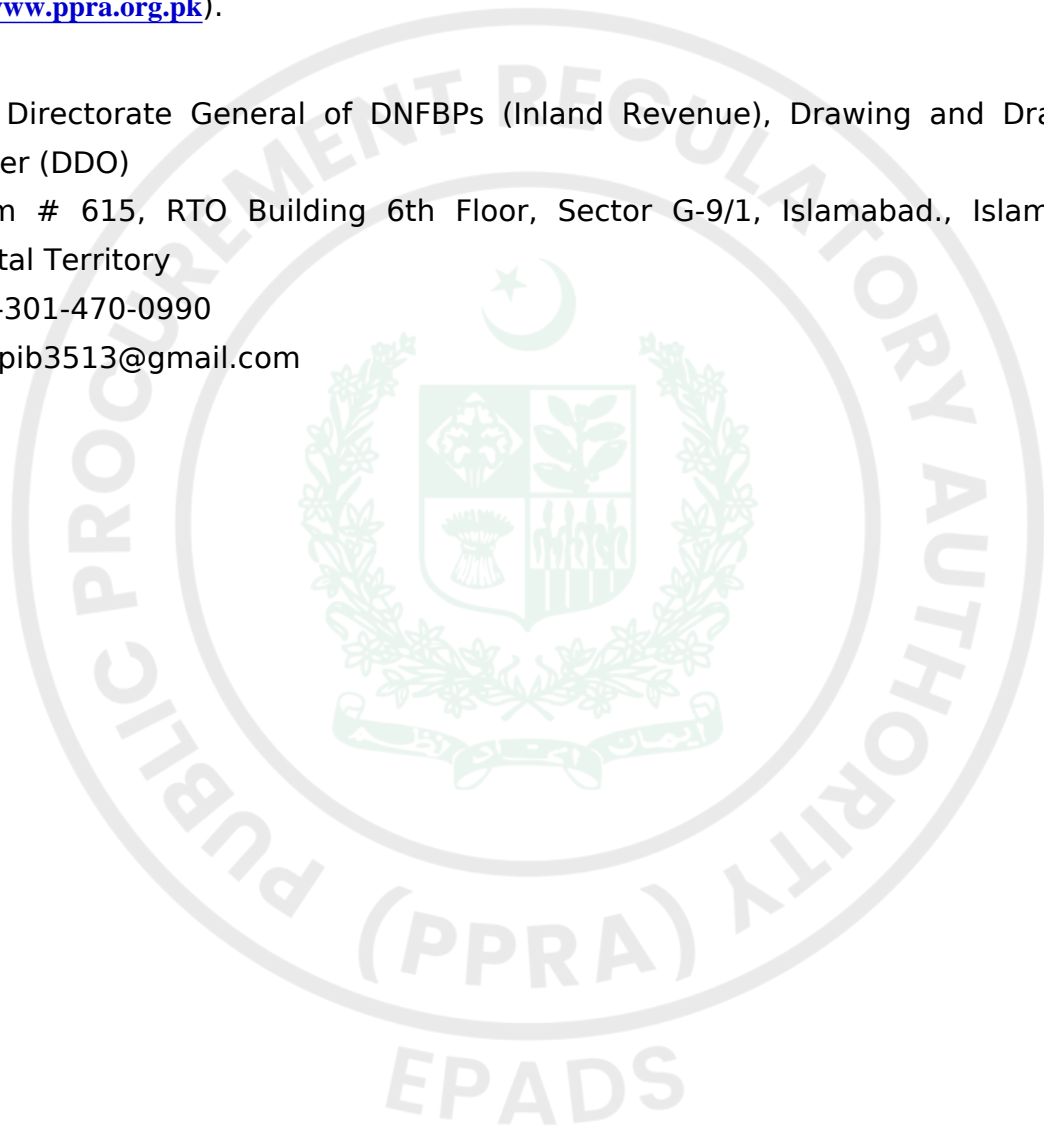 www.ppra.org.pk).
Directorate General of DNFBPs (Inland Revenue), Drawing and Dra
er (DDO)
m # 615, RTO Building 6th Floor, Sector G-9/1, Islamabad., Islam
tal Territory
-301-470-0990
pib3513@gmail.com
PUBLIC PROCUREMENT REGULATORY AUTHORITY
(PPRA)
EPADS